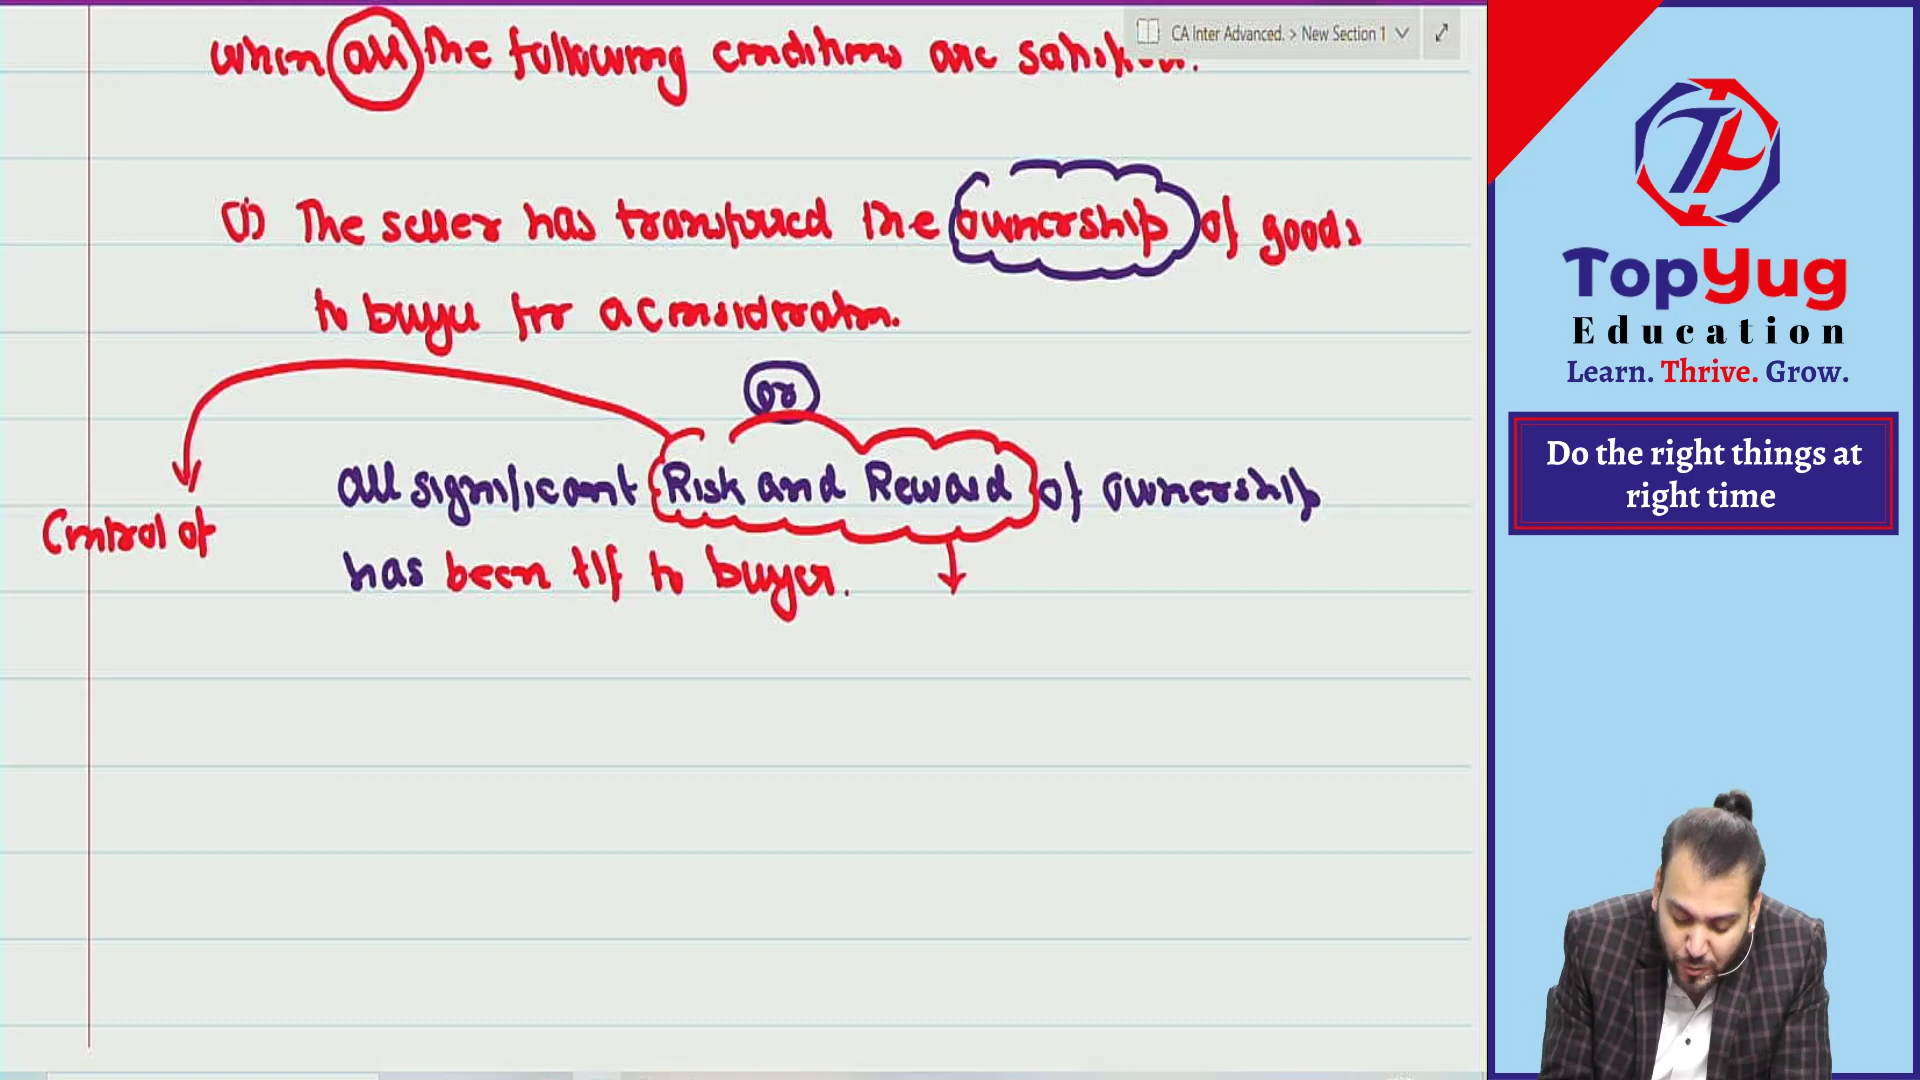 when all the following conditions are
CA Inter Advanced. > New Section 1
(i) The seller has transferred the ownership of goods
to buyer for a consideration.
or
all significant Risk and Reward of ownership
Control of
has been t/f to buyer.
TopYug
Education
Learn. Thrive. Grow.
Do the right things at
right time